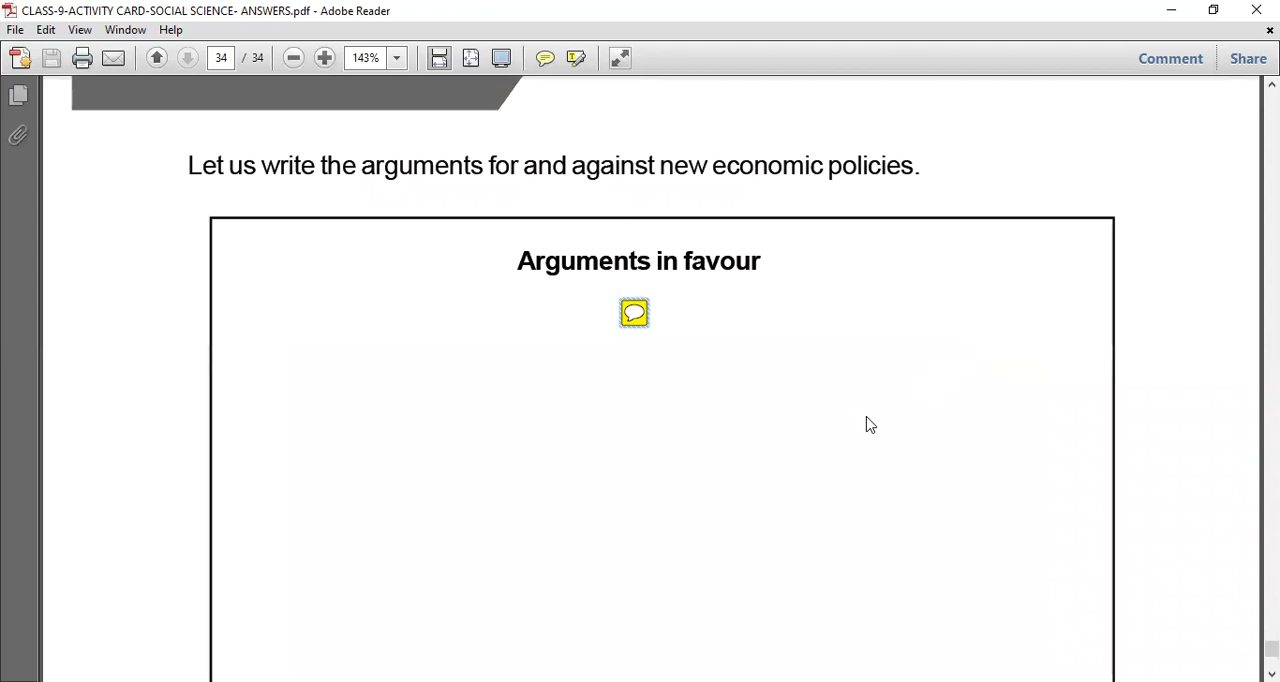 CLASS-9-ACTIVITY CARD-SOCIAL SCIENCE- ANSWERS.pdf - Adobe Reader
File Edit View Window Help
34 / 34 143% Comment Share
Let us write the arguments for and against new economic policies.
Arguments in favour